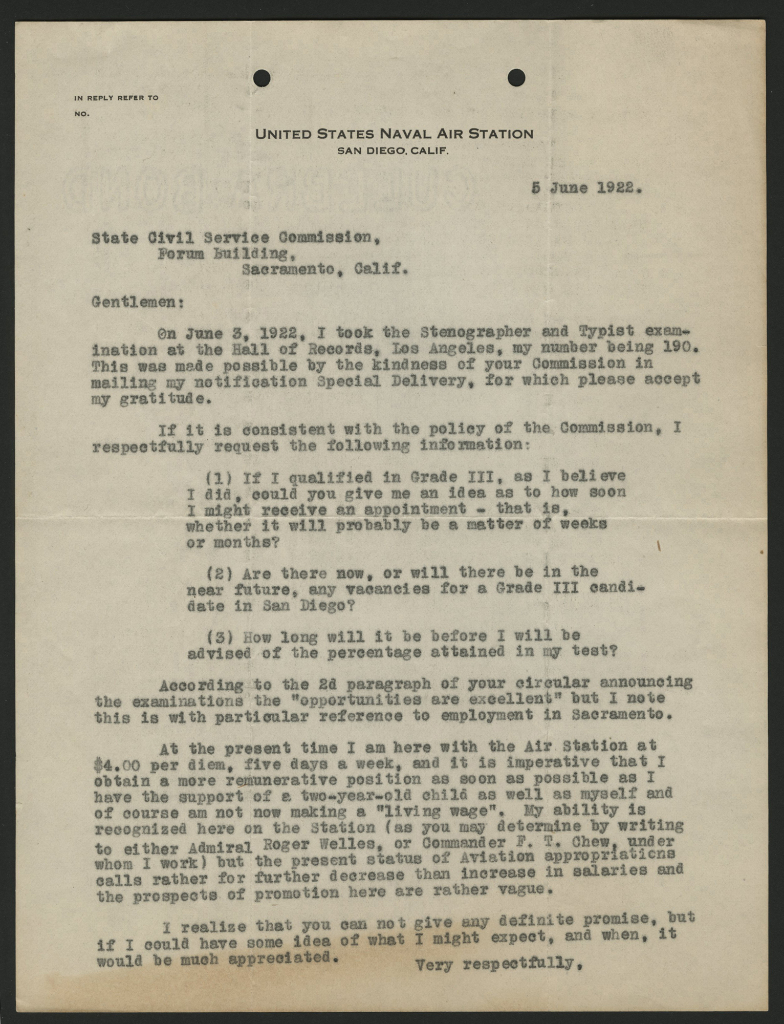 IN REPLY REFER TO
NO.
UNITED STATES NAVAL AIR STATION
SAN DIEGO, CALIF.
5 June 1922.
State Civil Service Commission,
Forum Building,
Sacramento, Calif.
Gentlemen:
On June 3, 1922, I took the Stenographer and Typist exam-
ination at the Hall of Records, Los Angeles, my number being 190.
This was made possible by the kindness of your Commission in
mailing my notification Special Delivery, for which please accept
my gratitude.
If it is consistent with the policy of the Commission, I
respectfully request the following information:
(1) If I qualified in Grade III, as I believe
I did, could you give me an idea as to how soon
I might receive an appointment - that is,
whether it will probably be a matter of weeks
or months?
(2) Are there now, or will there be in the
near future, any vacancies for a Grade III candi-
date in San Diego?
(3) How long will it be before I will be
advised of the percentage attained in my test?
According to the 2d paragraph of your circular announcing
the examinations the "opportunities are excellent" but I note
this is with particular reference to employment in Sacramento.
At the present time I am here with the Air Station at
$4.00 per diem, five days a week, and it is imperative that I
obtain a more remunerative position as soon as possible as I
have the support of a two-year-old child as well as myself and
of course am not now making a "living wage". My ability is
recognized here on the Station (as you may determine by writing
to either Admiral Roger Welles, or Commander F. T. Chew, under
whom I work) but the present status of Aviation appropriations
calls rather for further decrease than increase in salaries and
the prospects of promotion here are rather vague.
I realize that you can not give any definite promise, but
if I could have some idea of what I might expect, and when, it
would be much appreciated.
Very respectfully,